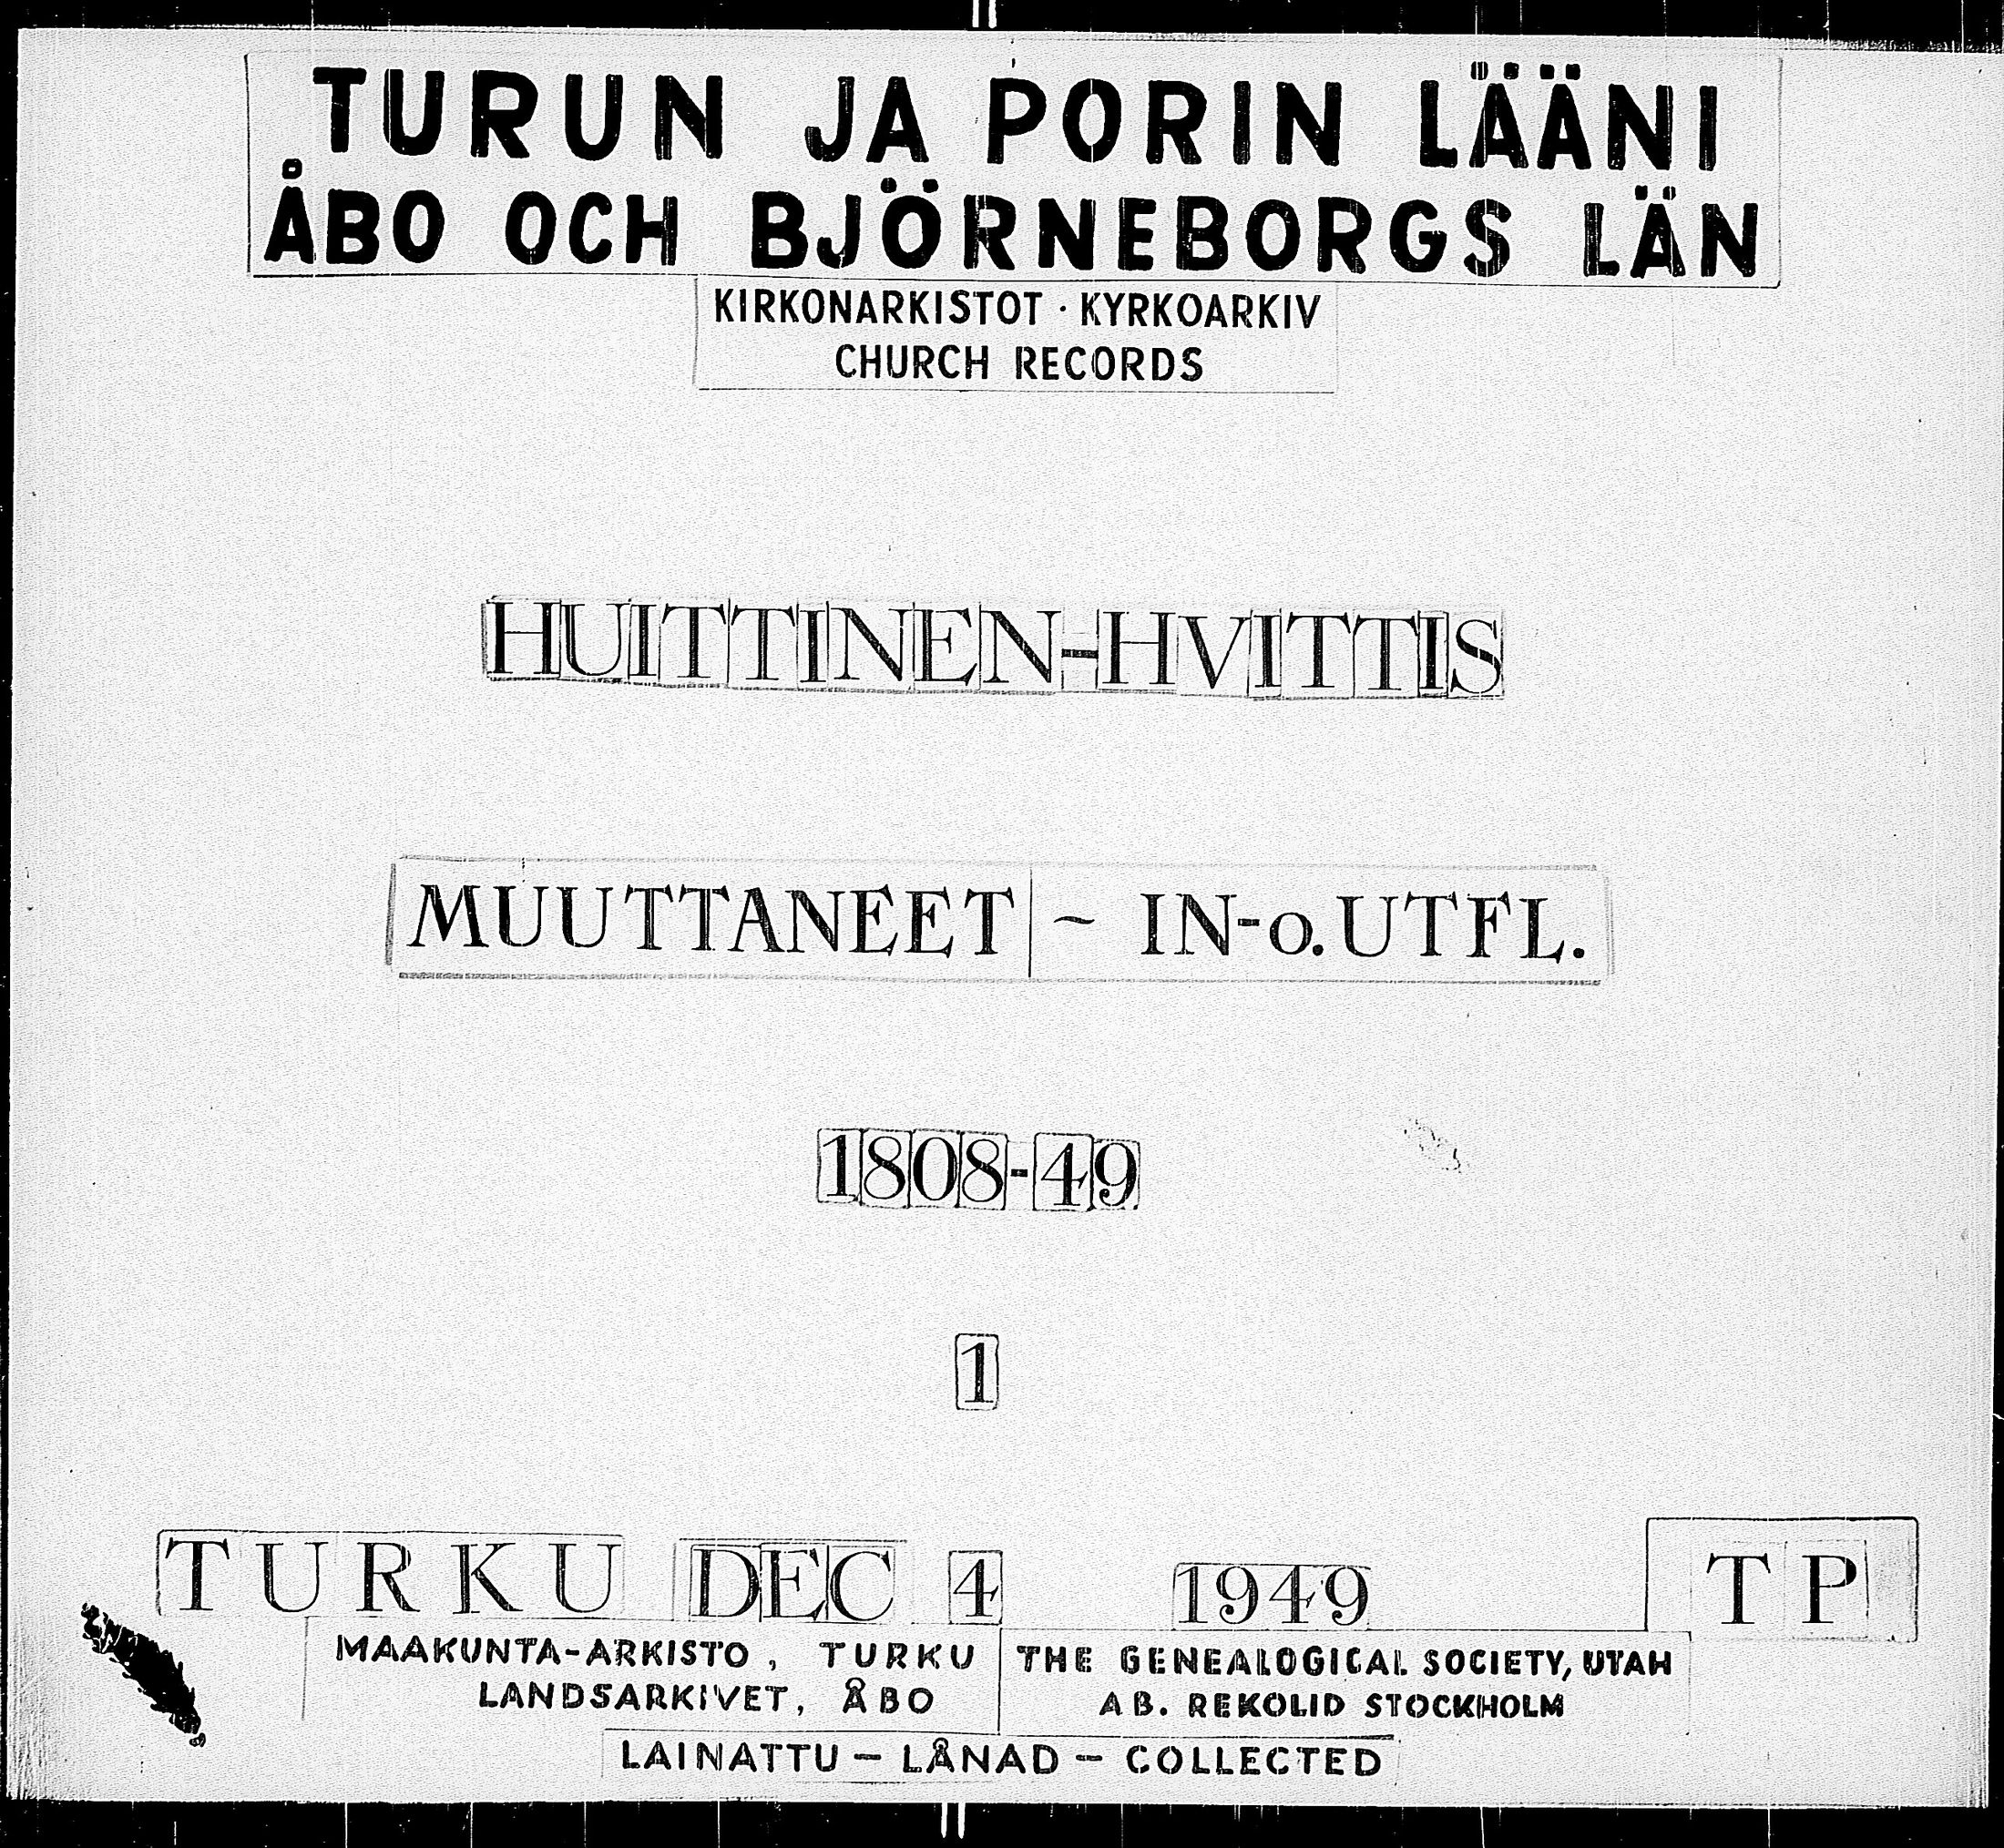 TURUN JA PORIN LÄÄNI
ÅBO OCH BJÖRNEBORGS LÄN
KIRKONARKISTOT · KYRKOARKIV
CHURCH RECORDS
HUITTINEN-HVITTIS
MUUTTANEET ~ IN-o.UTFL.
1808-49.
1
TURKU DEC 4 1949 TP
MAAKUNTA-ARKISTO, TURKU
LANDSARKIVET, ÅBO
THE GENEALOGICAL SOCIETY, UTAH
AB. REKOLID STOCKHOLM
LAINATTU – LÅNAD – COLLECTED